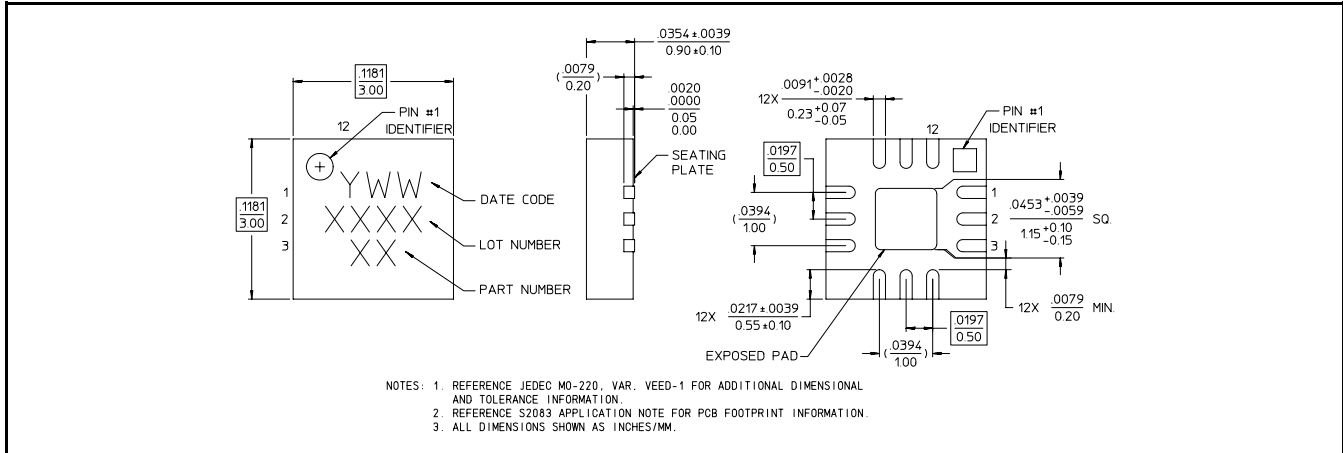 .1181
3.00
12
PIN #1
IDENTIFIER
.1181
3.00
1
2
3
YWW
XXXX
XX
DATE CODE
LOT NUMBER
PART NUMBER
.0354 ±.0039
0.90 ±0.10
(.0079
0.20)
.0020
.0000
0.05
0.00
SEATING
PLATE
12X .0091 +.0028
-.0020
0.23 +0.07
-0.05
12
PIN #1
IDENTIFIER
.0197
0.50
(.0394
1.00)
1
2
3
.0453 +.0039
-.0059 SQ.
1.15 +0.10
-0.15
12X .0217 ±.0039
0.55 ±0.10
12X .0079 MIN.
0.20
.0197
0.50
(.0394
1.00)
EXPOSED PAD
NOTES: 1. REFERENCE JEDEC MO-220, VAR. VEED-1 FOR ADDITIONAL DIMENSIONAL
AND TOLERANCE INFORMATION.
2. REFERENCE S2083 APPLICATION NOTE FOR PCB FOOTPRINT INFORMATION.
3. ALL DIMENSIONS SHOWN AS INCHES/MM.